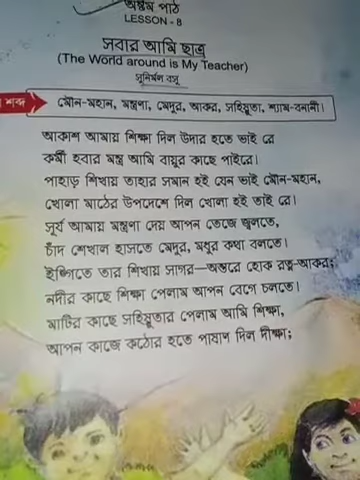 অষ্টম পাঠ
LESSON - 8
সবার আমি ছাত্র
(The World around is My Teacher)
সুনির্মল বসু
শব্দ মৌন-মহান, মন্ত্রণা, মেদুর, আকর, সহিষ্ণুতা, শ্যাম-বনানী।
আকাশ আমায় শিক্ষা দিল উদার হতে ভাই রে
কর্মী হবার মন্ত্র আমি বায়ুর কাছে পাইরে।
পাহাড় শিখায় তাহার সমান হই যেন ভাই মৌন-মহান,
খোলা মাঠের উপদেশে দিল খোলা হই তাই রে।
সূর্য আমায় মন্ত্রণা দেয় আপন তেজে জ্বলতে,
চাঁদ শেখাল হাসতে মেদুর, মধুর কথা বলতে।
ইঙ্গিতে তার শিখায় সাগর—অন্তরে হোক রত্ন-আকর;
নদীর কাছে শিক্ষা পেলাম আপন বেগে চলতে।
মাটির কাছে সহিষ্ণুতার পেলাম আমি শিক্ষা,
আপন কাজে কঠোর হতে পাষাণ দিল দীক্ষা;